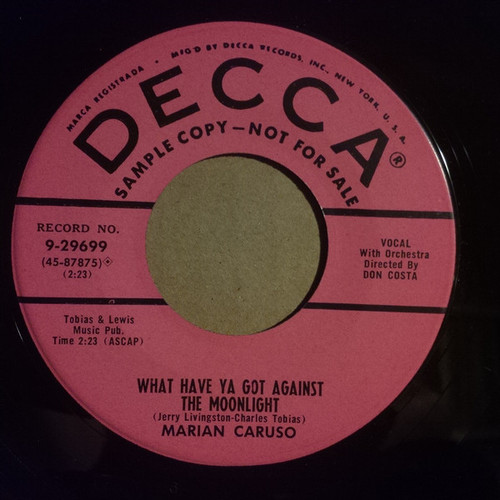 MARCA REGISTRADA • MFG'D BY DECCA RECORDS, INC., NEW YORK, U. S. A.
DECCA®
SAMPLE COPY—NOT FOR SALE
RECORD NO.
9-29699
(45-87875)
(2:23)
VOCAL
With Orchestra
Directed By
DON COSTA
Tobias & Lewis
Music Pub.
Time 2:23 (ASCAP)
WHAT HAVE YA GOT AGAINST
THE MOONLIGHT
(Jerry Livingston-Charles Tobias)
MARIAN CARUSO